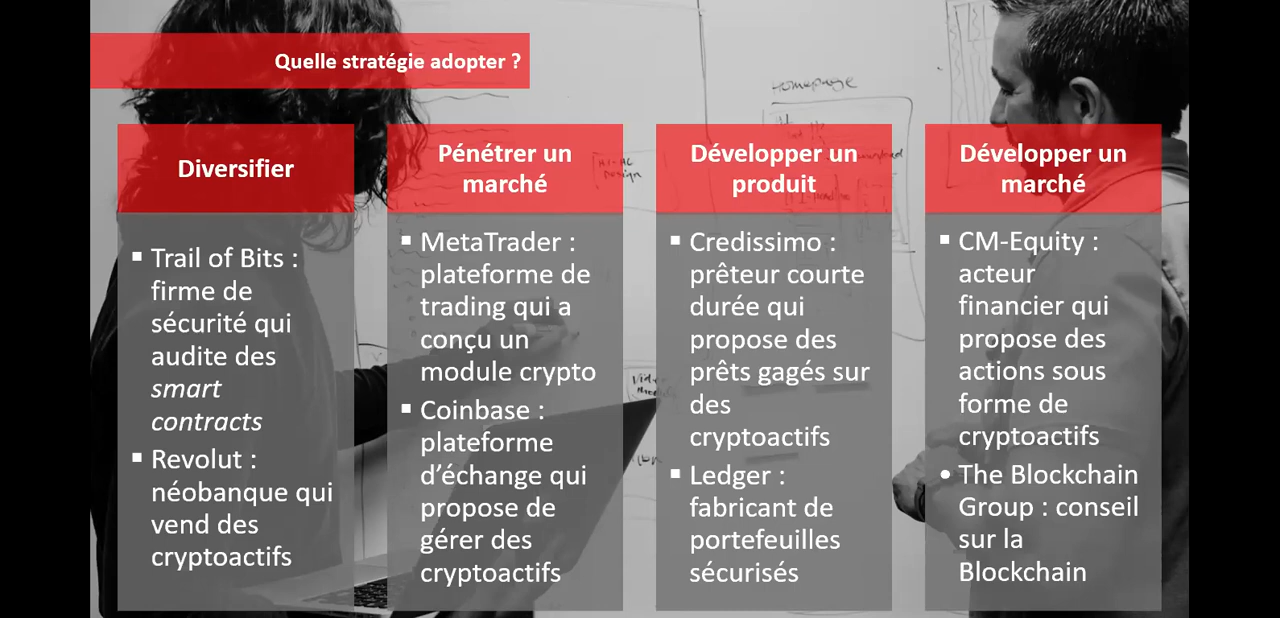 Quelle stratégie adopter ?
Diversifier
▪ Trail of Bits :
firme de
sécurité qui
audite des
smart
contracts
▪ Revolut :
néobanque qui
vend des
cryptoactifs
Pénétrer un
marché
▪ MetaTrader :
plateforme de
trading qui a
conçu un
module crypto
▪ Coinbase :
plateforme
d’échange qui
propose de
gérer des
cryptoactifs
Développer un
produit
▪ Credissimo :
prêteur courte
durée qui
propose des
prêts gagés sur
des
cryptoactifs
▪ Ledger :
fabricant de
portefeuilles
sécurisés
Développer un
marché
▪ CM-Equity :
acteur
financier qui
propose des
actions sous
forme de
cryptoactifs
• The Blockchain
Group : conseil
sur la
Blockchain
Homepage